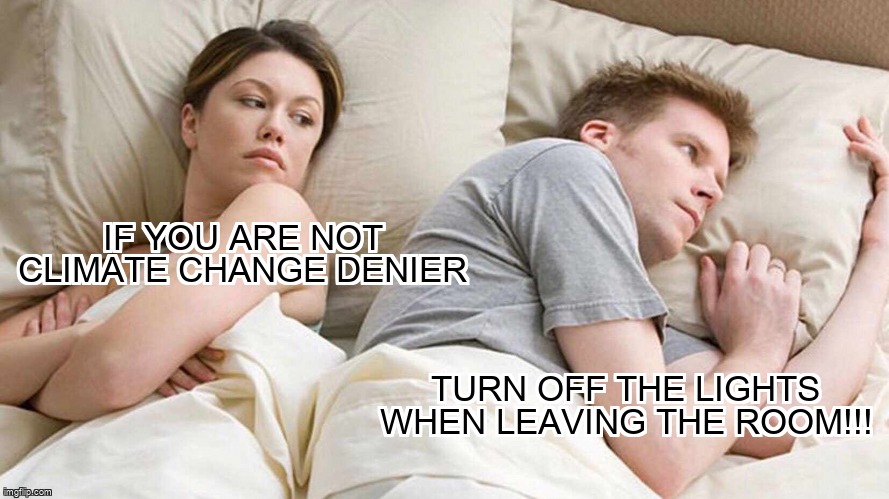 IF YOU ARE NOT
CLIMATE CHANGE DENIER
TURN OFF THE LIGHTS
WHEN LEAVING THE ROOM!!!
imgflip.com